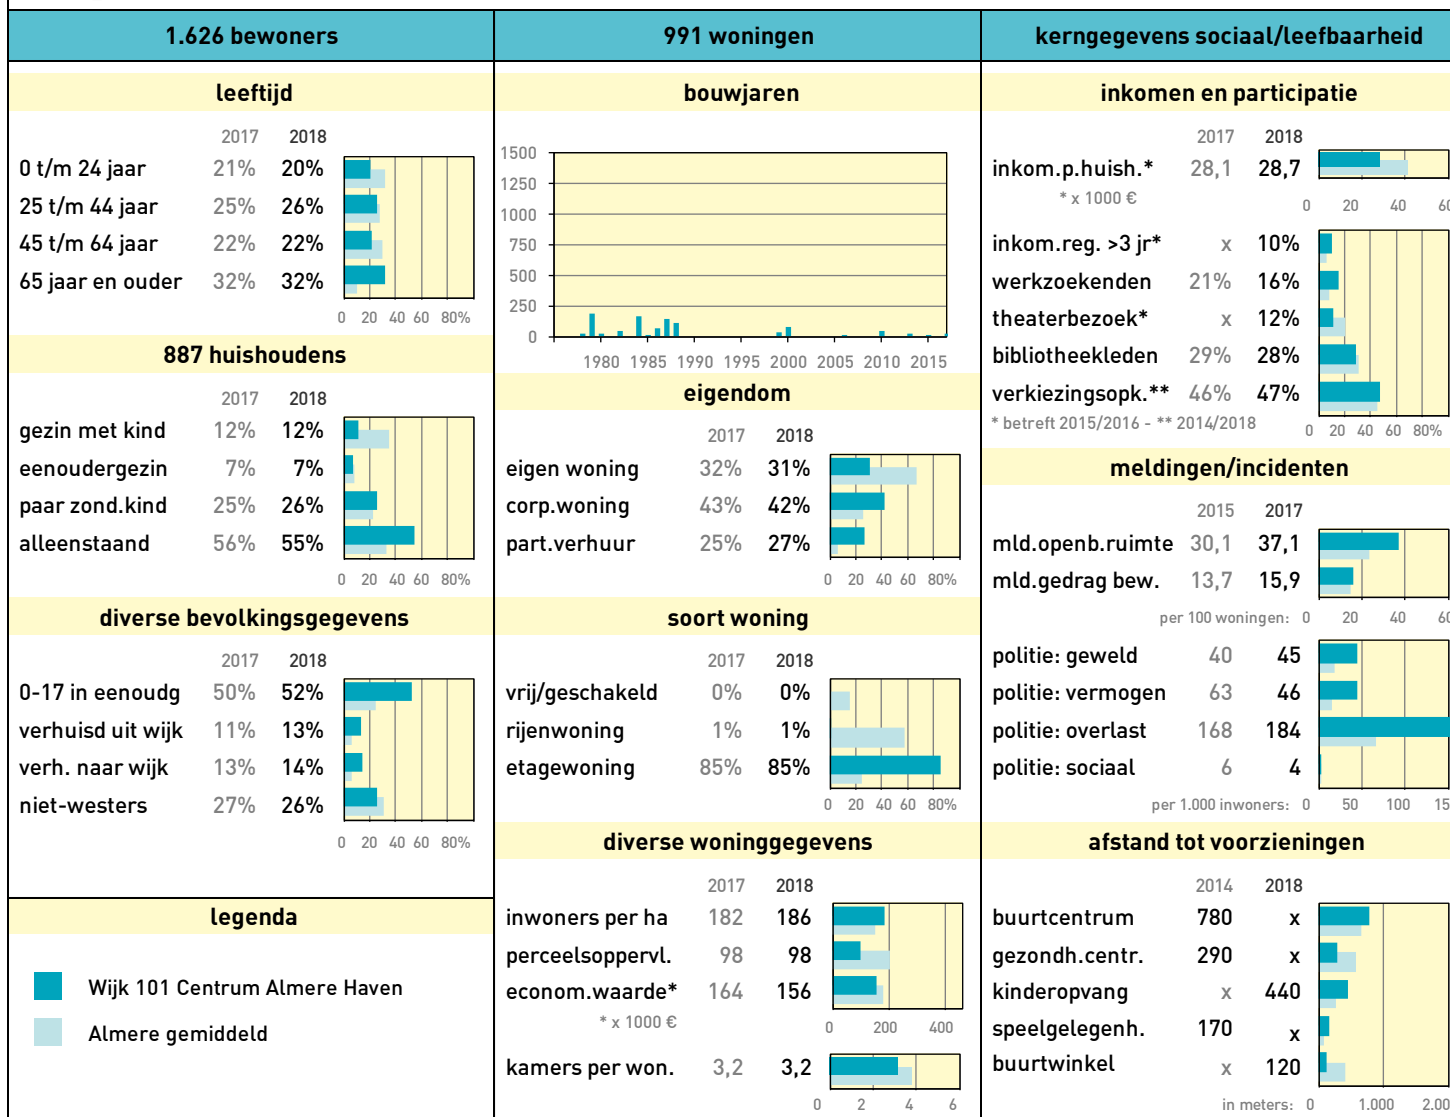 1.626 bewoners
leeftijd
2017 2018
0 t/m 24 jaar 21% 20%
25 t/m 44 jaar 25% 26%
45 t/m 64 jaar 22% 22%
65 jaar en ouder 32% 32%
0 20 40 60 80%
887 huishoudens
2017 2018
gezin met kind 12% 12%
eenoudergezin 7% 7%
paar zond.kind 25% 26%
alleenstaand 56% 55%
0 20 40 60 80%
diverse bevolkingsgegevens
2017 2018
0-17 in eenoudg 50% 52%
verhuisd uit wijk 11% 13%
verh. naar wijk 13% 14%
niet-westers 27% 26%
0 20 40 60 80%
legenda
Wijk 101 Centrum Almere Haven
Almere gemiddeld
991 woningen
bouwjaren
1500
1250
1000
750
500
250
0
1980 1985 1990 1995 2000 2005 2010 2015
eigendom
2017 2018
eigen woning 32% 31%
corp.woning 43% 42%
part.verhuur 25% 27%
0 20 40 60 80%
soort woning
2017 2018
vrij/geschakeld 0% 0%
rijenwoning 1% 1%
etagewoning 85% 85%
0 20 40 60 80%
diverse woninggegevens
2017 2018
inwoners per ha 182 186
perceelsoppervl. 98 98
econom.waarde* 164 156
* x 1000 €
0 200 400
kamers per won. 3,2 3,2
0 2 4 6
kerngegevens sociaal/leefbaarheid
inkomen en participatie
2017 2018
inkom.p.huish.* 28,1 28,7
* x 1000 €
0 20 40 60
inkom.reg. >3 jr* x 10%
werkzoekenden 21% 16%
theaterbezoek* x 12%
bibliotheekleden 29% 28%
verkiezingsopk.** 46% 47%
* betreft 2015/2016 - ** 2014/2018
0 20 40 60 80%
meldingen/incidenten
2015 2017
mld.openb.ruimte 30,1 37,1
mld.gedrag bew. 13,7 15,9
per 100 woningen: 0 20 40 60
politie: geweld 40 45
politie: vermogen 63 46
politie: overlast 168 184
politie: sociaal 6 4
per 1.000 inwoners: 0 50 100 15
afstand tot voorzieningen
2014 2018
buurtcentrum 780 x
gezondh.centr. 290 x
kinderopvang x 440
speelgelegenh. 170 x
buurtwinkel x 120
in meters: 0 1.000 2.00